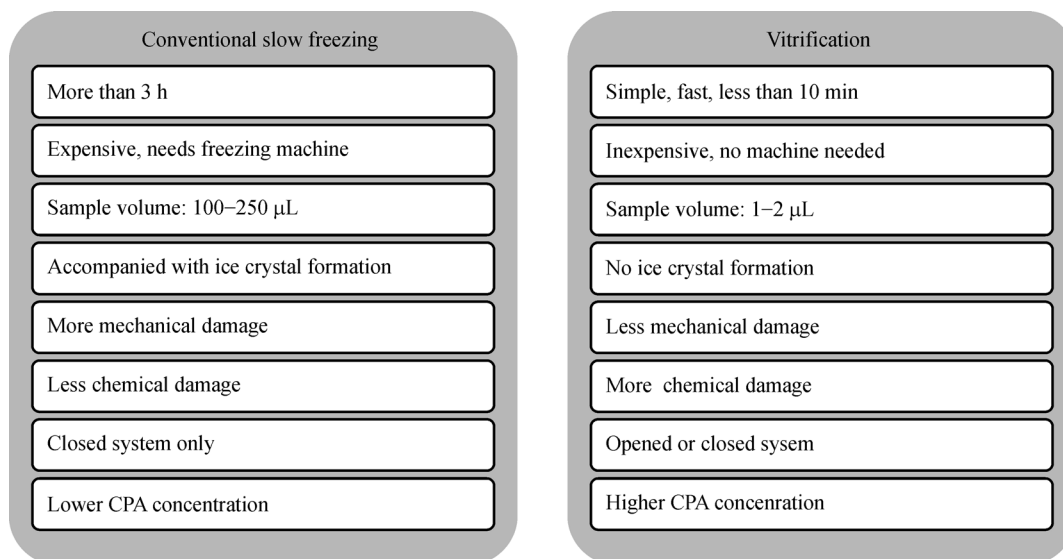 Conventional slow freezing
More than 3 h
Expensive, needs freezing machine
Sample volume: 100−250 μL
Accompanied with ice crystal formation
More mechanical damage
Less chemical damage
Closed system only
Lower CPA concentration
Vitrification
Simple, fast, less than 10 min
Inexpensive, no machine needed
Sample volume: 1−2 μL
No ice crystal formation
Less mechanical damage
More  chemical damage
Opened or closed sysem
Higher CPA concenration